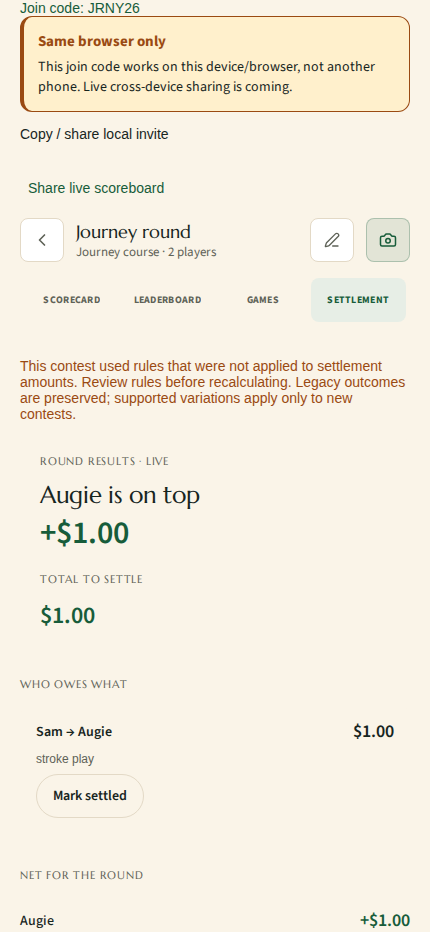 Join code: JRNY26
Same browser only
This join code works on this device/browser, not another
phone. Live cross-device sharing is coming.
Copy / share local invite
Share live scoreboard
Journey round
Journey course · 2 players
SCORECARD
LEADERBOARD
GAMES
SETTLEMENT
This contest used rules that were not applied to settlement
amounts. Review rules before recalculating. Legacy outcomes
are preserved; supported variations apply only to new
contests.
ROUND RESULTS · LIVE
Augie is on top
+$1.00
TOTAL TO SETTLE
$1.00
WHO OWES WHAT
Sam → Augie $1.00
stroke play
Mark settled
NET FOR THE ROUND
Augie +$1.00